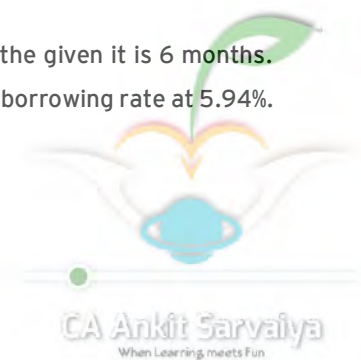 the given it is 6 months.
borrowing rate at 5.94%.
CA Ankit Sarvaiya
When Learning meets Fun